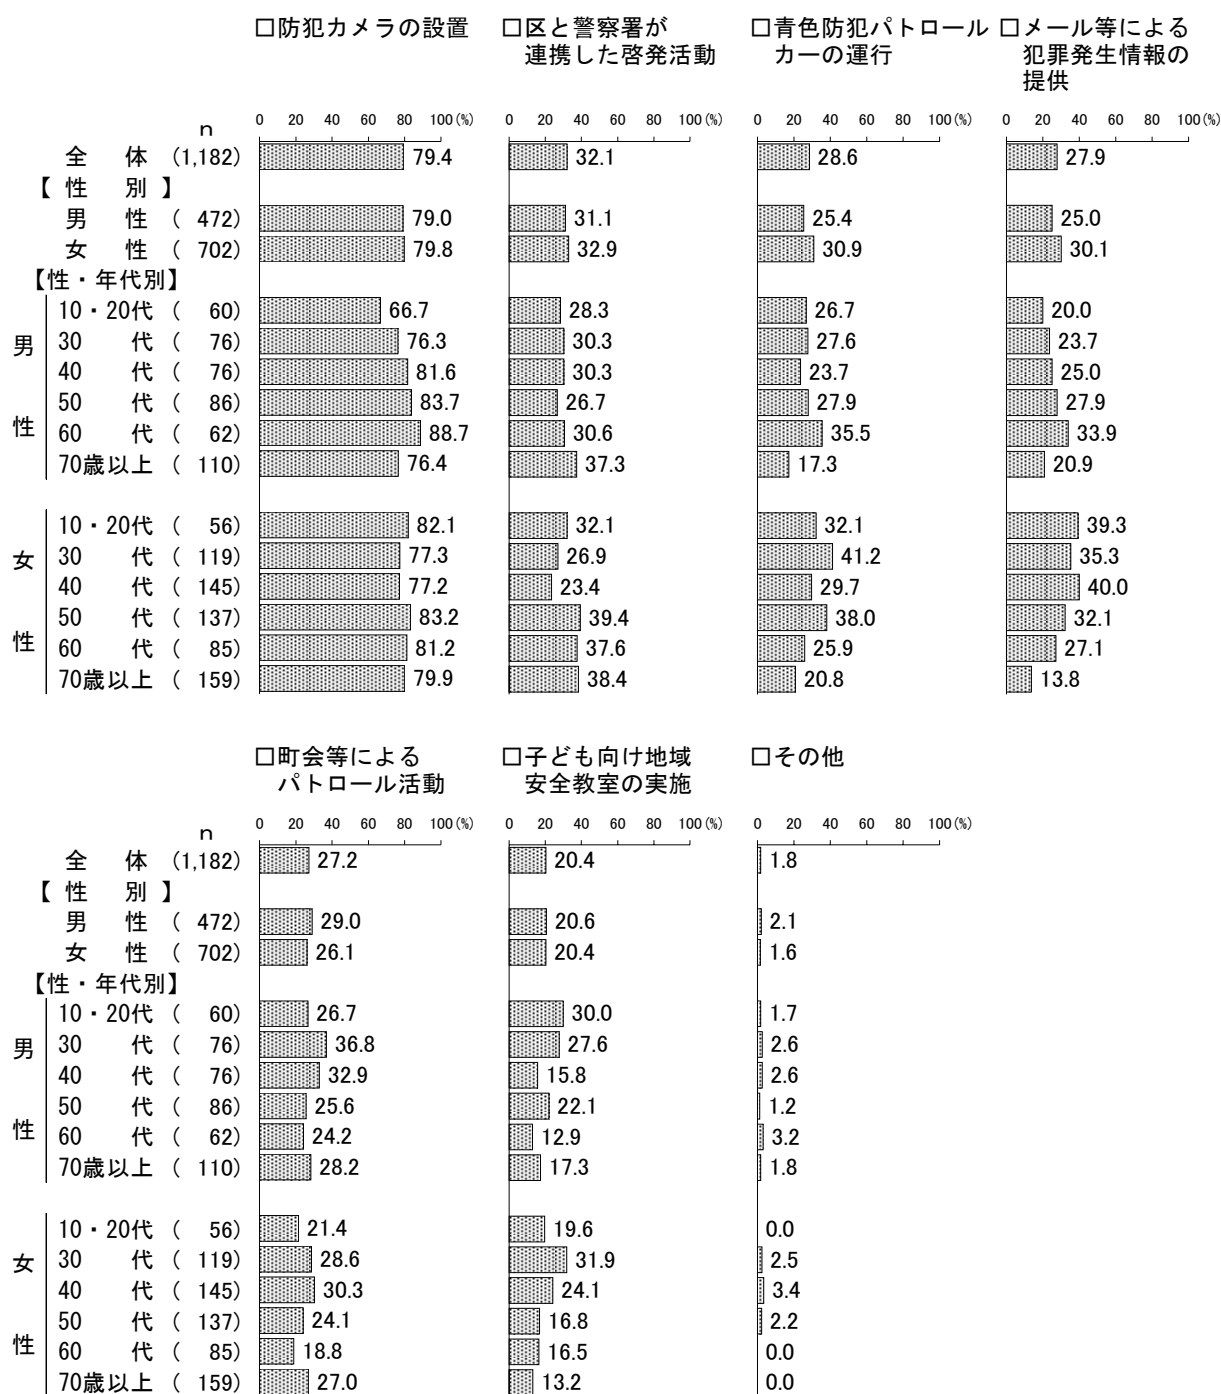 □防犯カメラの設置 □区と警察署が連携した啓発活動 □青色防犯パトロールカーの運行 □メール等による犯罪発生情報の提供
n 0 20 40 60 80 100(%) 0 20 40 60 80 100(%) 0 20 40 60 80 100(%) 0 20 40 60 80 100(%)
全 体 (1,182) 79.4 32.1 28.6 27.9
【 性 別 】
男 性 ( 472) 79.0 31.1 25.4 25.0
女 性 ( 702) 79.8 32.9 30.9 30.1
【性・年代別】
男性
10・20代 ( 60) 66.7 28.3 26.7 20.0
30 代 ( 76) 76.3 30.3 27.6 23.7
40 代 ( 76) 81.6 30.3 23.7 25.0
50 代 ( 86) 83.7 26.7 27.9 27.9
60 代 ( 62) 88.7 30.6 35.5 33.9
70歳以上 ( 110) 76.4 37.3 17.3 20.9
女性
10・20代 ( 56) 82.1 32.1 32.1 39.3
30 代 ( 119) 77.3 26.9 41.2 35.3
40 代 ( 145) 77.2 23.4 29.7 40.0
50 代 ( 137) 83.2 39.4 38.0 32.1
60 代 ( 85) 81.2 37.6 25.9 27.1
70歳以上 ( 159) 79.9 38.4 20.8 13.8
□町会等によるパトロール活動 □子ども向け地域安全教室の実施 □その他
n 0 20 40 60 80 100(%) 0 20 40 60 80 100(%) 0 20 40 60 80 100(%)
全 体 (1,182) 27.2 20.4 1.8
【 性 別 】
男 性 ( 472) 29.0 20.6 2.1
女 性 ( 702) 26.1 20.4 1.6
【性・年代別】
男性
10・20代 ( 60) 26.7 30.0 1.7
30 代 ( 76) 36.8 27.6 2.6
40 代 ( 76) 32.9 15.8 2.6
50 代 ( 86) 25.6 22.1 1.2
60 代 ( 62) 24.2 12.9 3.2
70歳以上 ( 110) 28.2 17.3 1.8
女性
10・20代 ( 56) 21.4 19.6 0.0
30 代 ( 119) 28.6 31.9 2.5
40 代 ( 145) 30.3 24.1 3.4
50 代 ( 137) 24.1 16.8 2.2
60 代 ( 85) 18.8 16.5 0.0
70歳以上 ( 159) 27.0 13.2 0.0